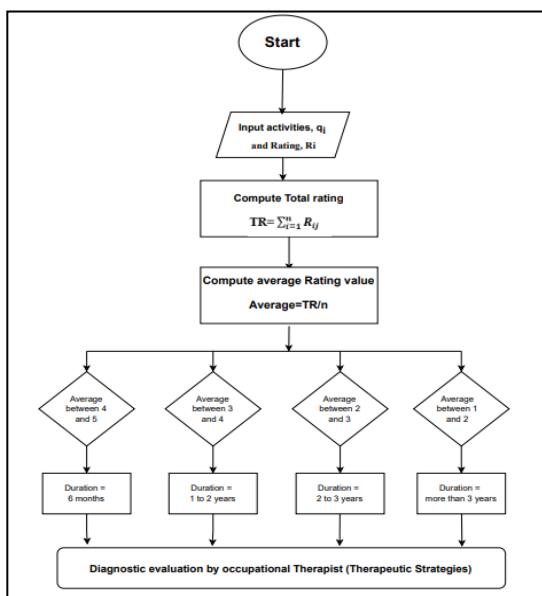 Start
Input activities, qi
and Rating, Ri
Compute Total rating
TR= ∑ⁿᵢ₌₁ Rᵢⱼ
Compute average Rating value
Average=TR/n
Average
between 4
and 5
Average
between 3
and 4
Average
between 2
and 3
Average
between 1
and 2
Duration =
6 months
Duration =
1 to 2 years
Duration =
2 to 3 years
Duration =
more than 3 years
Diagnostic evaluation by occupational Therapist (Therapeutic Strategies)